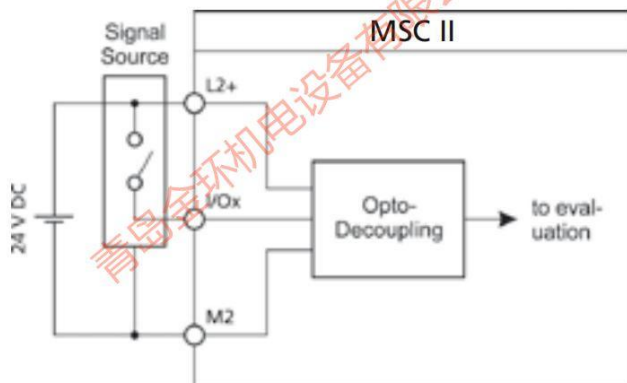 MSC II
Signal
Source
L2+
24 V DC
I/Ox
Opto-
Decoupling
to eval-
uation
M2
青岛金环机电设备有限公